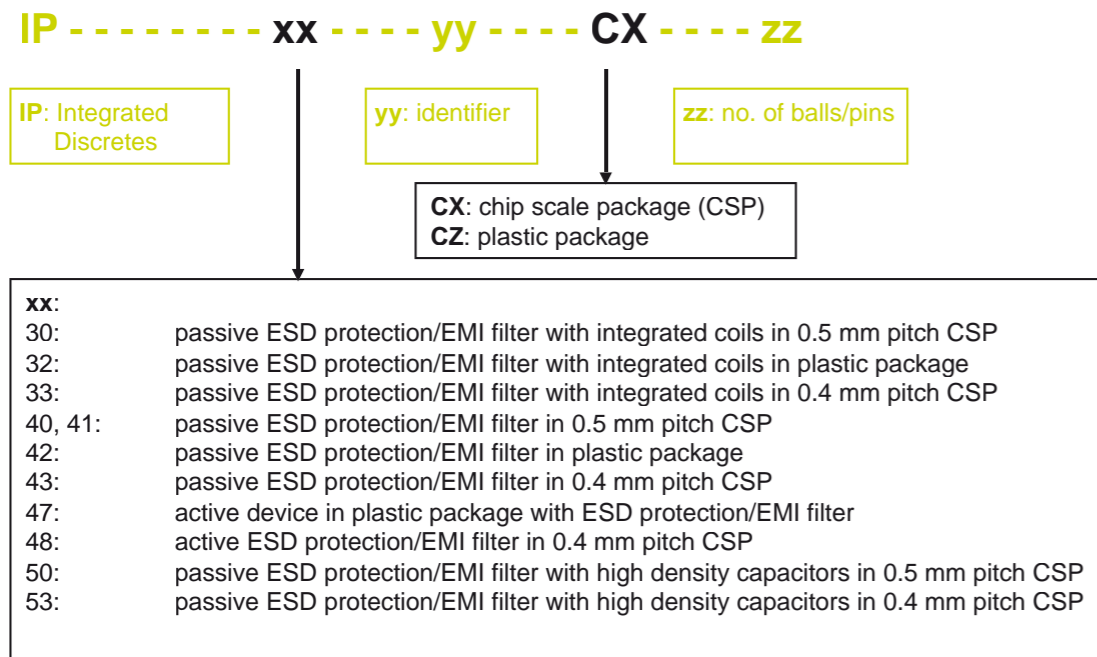 IP - - - - - - - - xx - - - - yy - - - - CX - - - - zz
IP: Integrated
Discretes
yy: identifier
zz: no. of balls/pins
CX: chip scale package (CSP)
CZ: plastic package
xx:
30: passive ESD protection/EMI filter with integrated coils in 0.5 mm pitch CSP
32: passive ESD protection/EMI filter with integrated coils in plastic package
33: passive ESD protection/EMI filter with integrated coils in 0.4 mm pitch CSP
40, 41: passive ESD protection/EMI filter in 0.5 mm pitch CSP
42: passive ESD protection/EMI filter in plastic package
43: passive ESD protection/EMI filter in 0.4 mm pitch CSP
47: active device in plastic package with ESD protection/EMI filter
48: active ESD protection/EMI filter in 0.4 mm pitch CSP
50: passive ESD protection/EMI filter with high density capacitors in 0.5 mm pitch CSP
53: passive ESD protection/EMI filter with high density capacitors in 0.4 mm pitch CSP